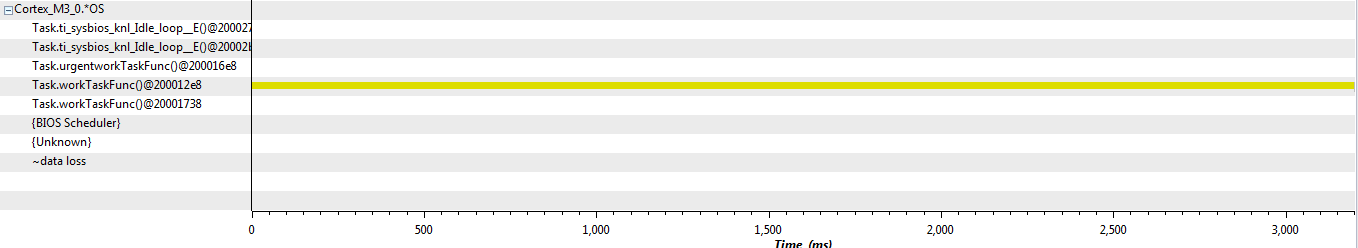 Cortex_M3_0.*OS
Task.ti_sysbios_knl_Idle_loop__E()@200027
Task.ti_sysbios_knl_Idle_loop__E()@20002b
Task.urgentworkTaskFunc()@200016e8
Task.workTaskFunc()@200012e8
Task.workTaskFunc()@20001738
{BIOS Scheduler}
{Unknown}
~data loss
0 500 1,000 1,500 2,000 2,500 3,000
Time (ms)